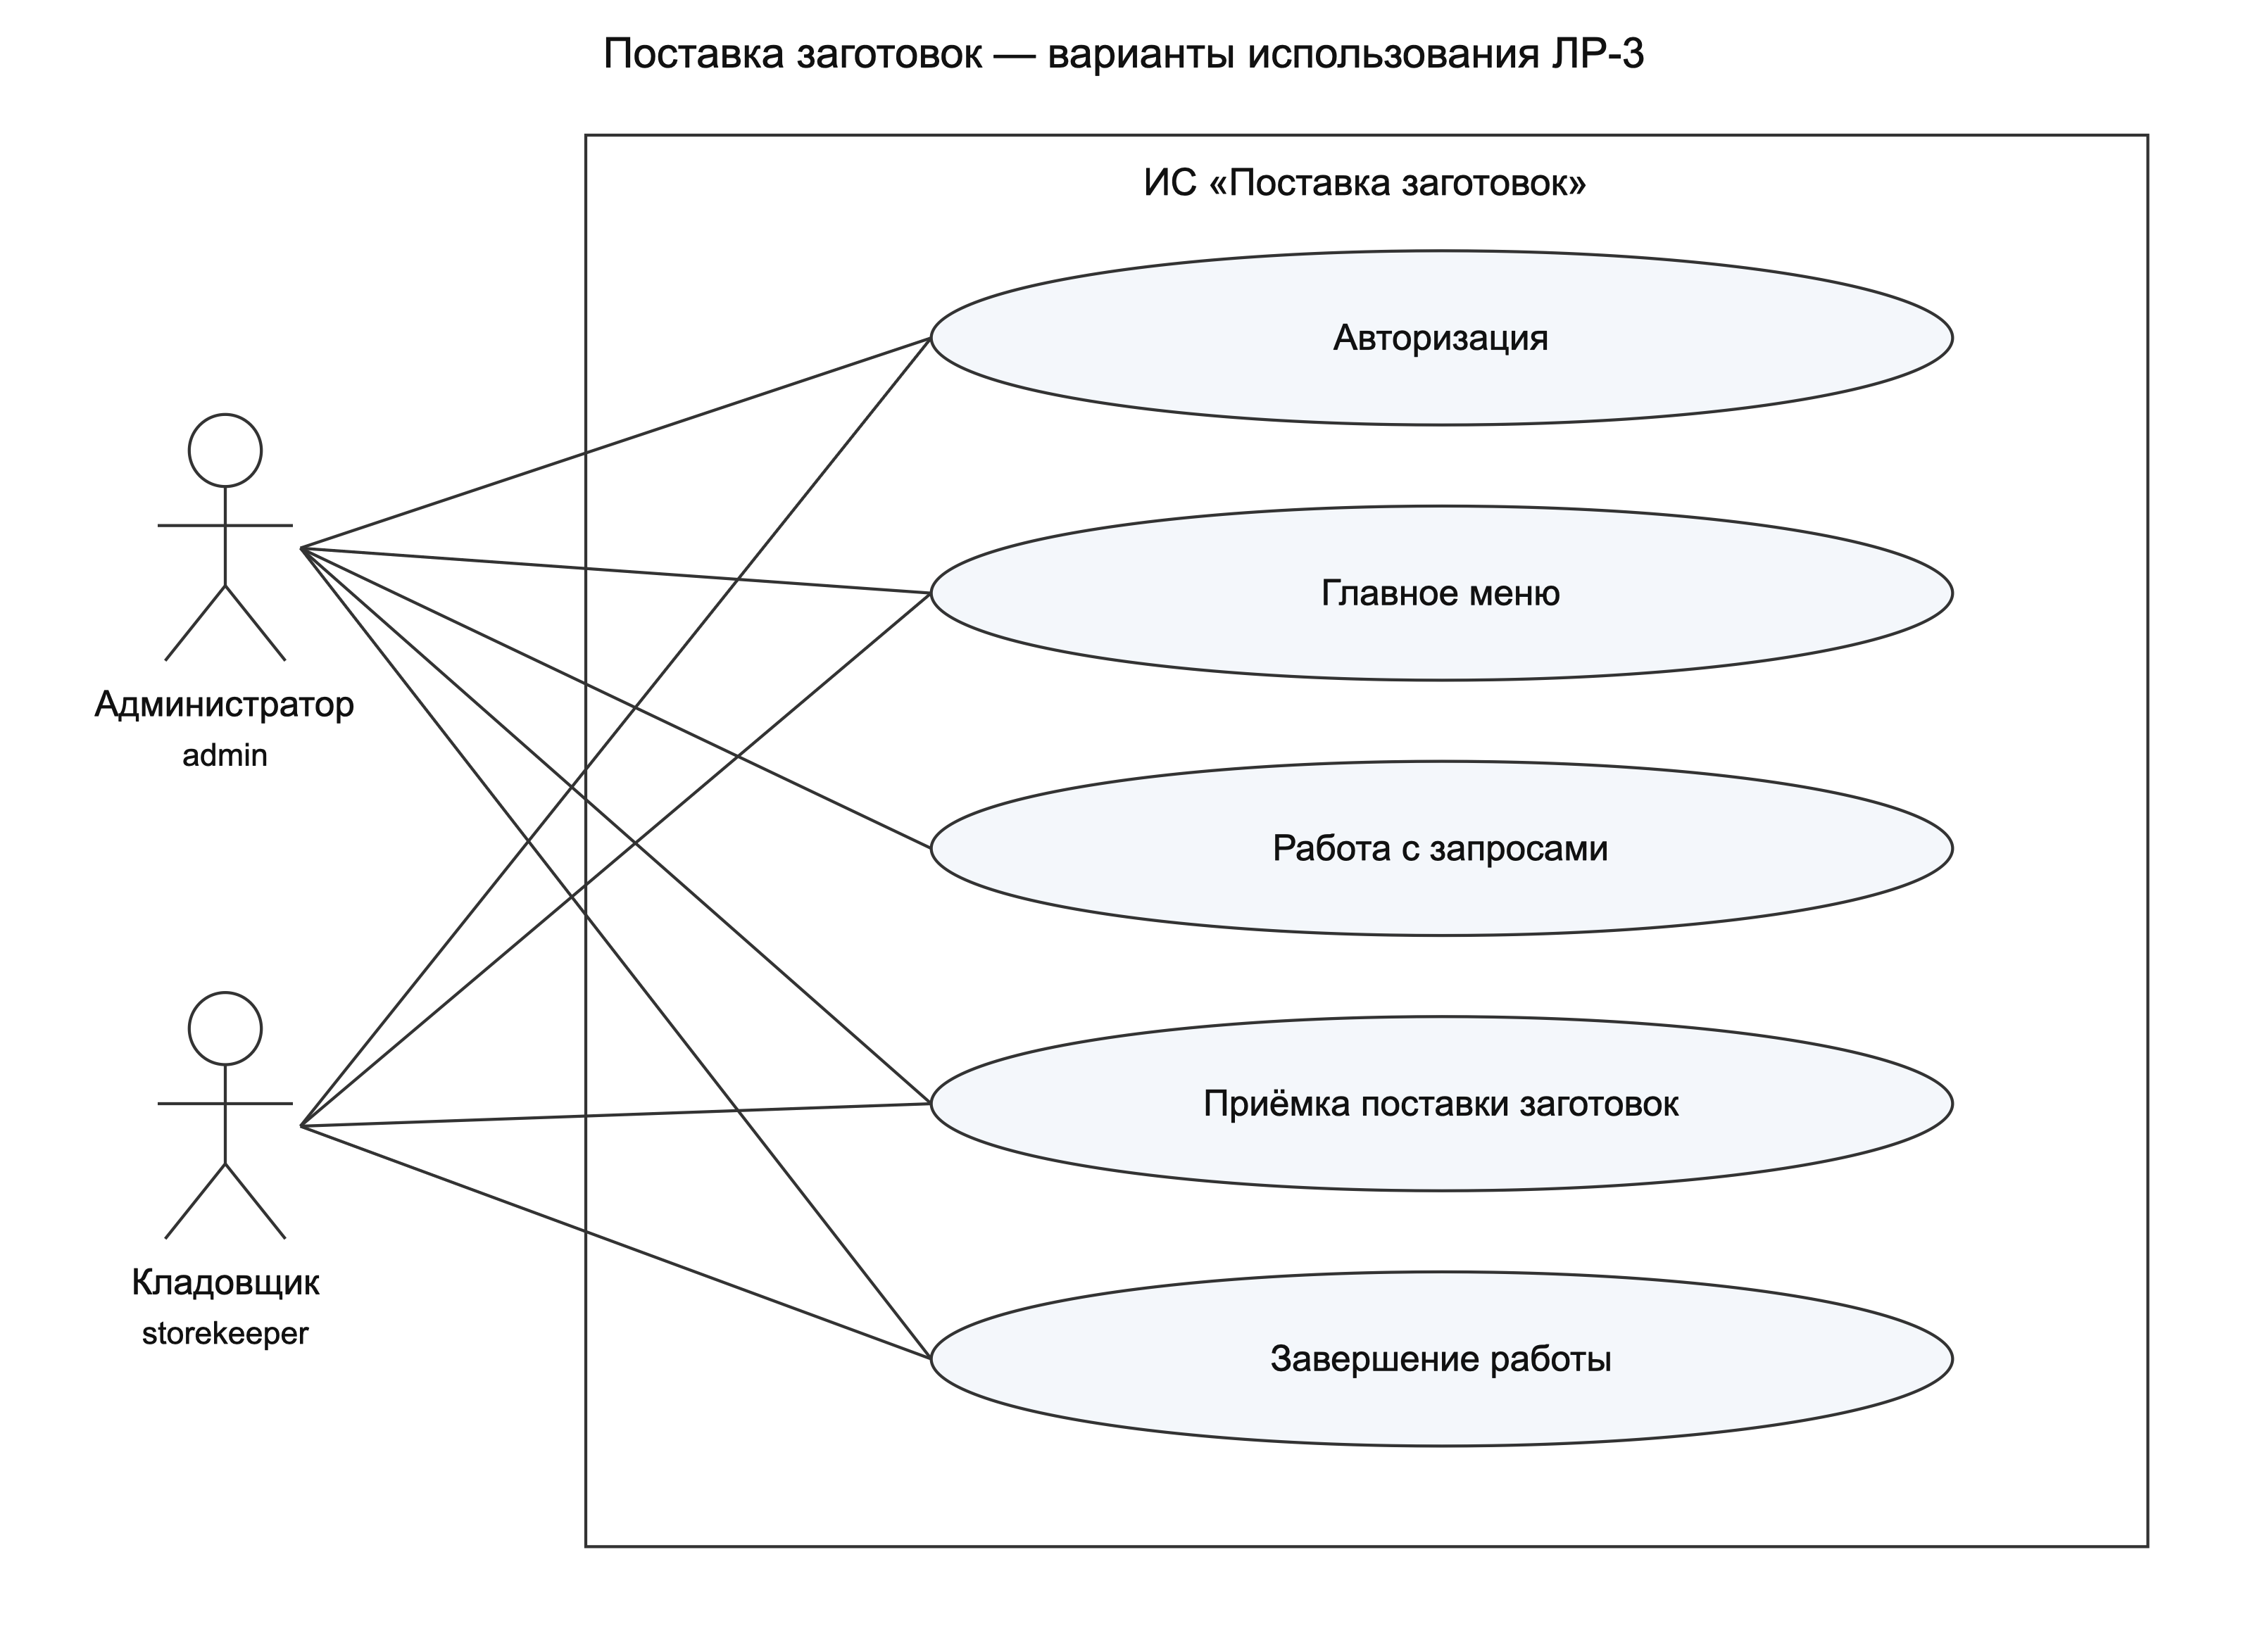 Поставка заготовок — варианты использования ЛР-3
ИС «Поставка заготовок»
Авторизация
Главное меню
Администратор
admin
Работа с запросами
Приёмка поставки заготовок
Кладовщик
storekeeper
Завершение работы